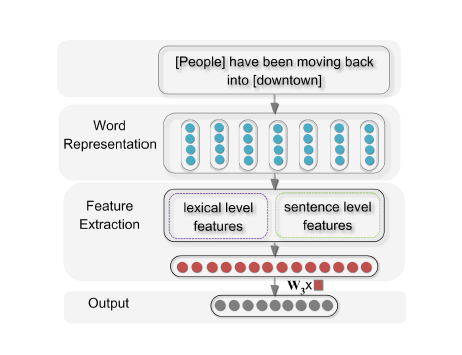 [People] have been moving back
into [downtown]
Word
Representation
Feature
Extraction
lexical level
features
sentence level
features
W3x
Output